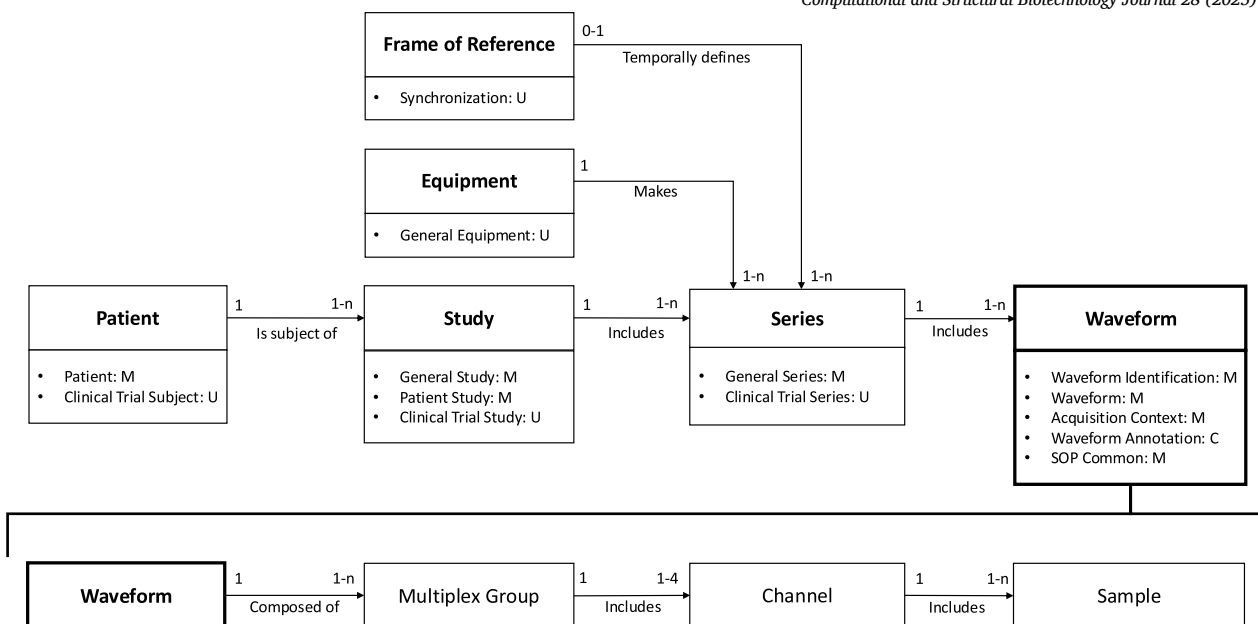 Computational and Structural Biotechnology Journal 28 (2025)
Frame of Reference
0-1
Temporally defines
• Synchronization: U
Equipment
1
Makes
• General Equipment: U
1-n
1-n
Patient
1
1-n
Is subject of
• Patient: M
• Clinical Trial Subject: U
Study
1
1-n
Includes
• General Study: M
• Patient Study: M
• Clinical Trial Study: U
Series
1
1-n
Includes
• General Series: M
• Clinical Trial Series: U
Waveform
• Waveform Identification: M
• Waveform: M
• Acquisition Context: M
• Waveform Annotation: C
• SOP Common: M
Waveform
1
1-n
Composed of
Multiplex Group
1
1-4
Includes
Channel
1
1-n
Includes
Sample